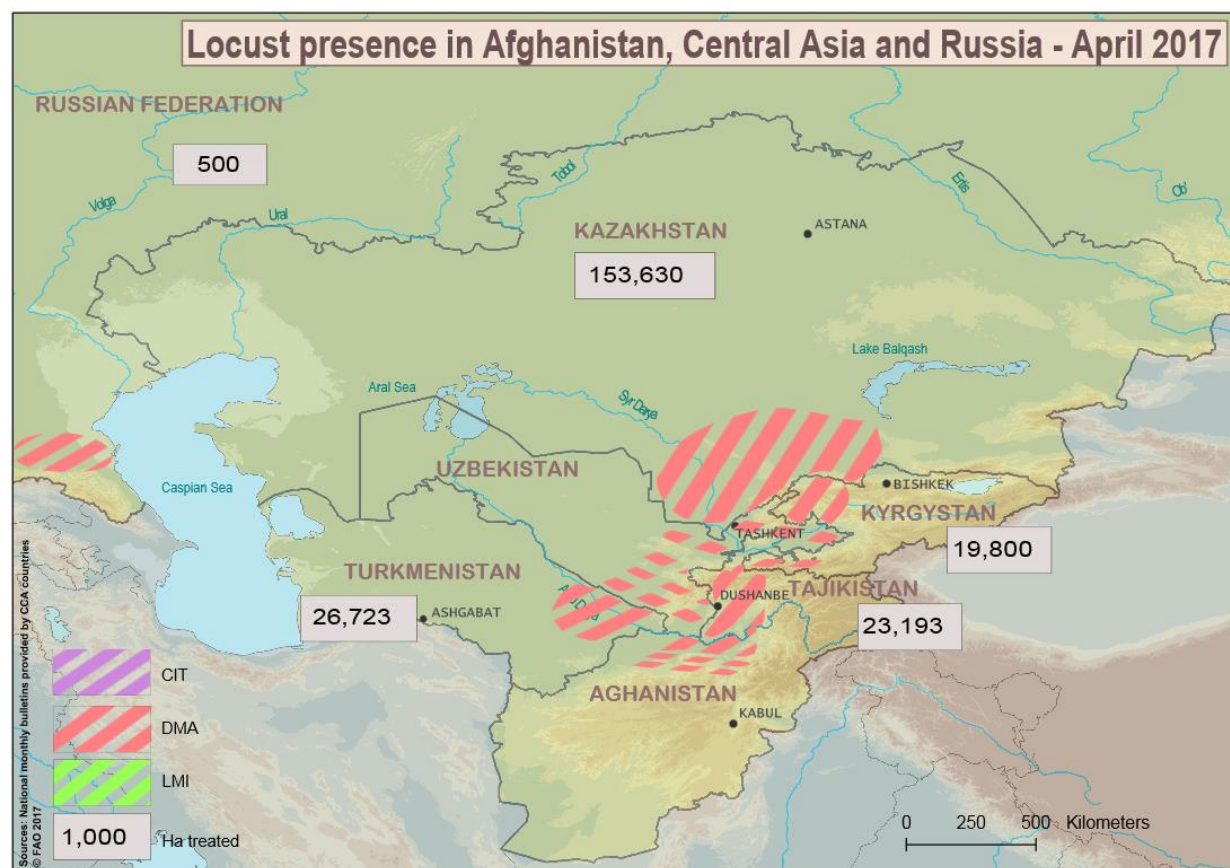 Locust presence in Afghanistan, Central Asia and Russia - April 2017
RUSSIAN FEDERATION
500
Volga
Ural
Tobol
Ertis
Ob'
KAZAKHSTAN
ASTANA
153,630
Lake Balqash
Aral Sea
Syr Darya
UZBEKISTAN
Caspian Sea
BISHKEK
KYRGYSTAN
TASHKENT
19,800
TURKMENISTAN
TAJIKISTAN
DUSHANBE
26,723
ASHGABAT
23,193
AGHANISTAN
KABUL
CIT
DMA
LMI
1,000 Ha treated
0 250 500 Kilometers
Sources: National monthly bulletins provided by CCA countries
© FAO 2017